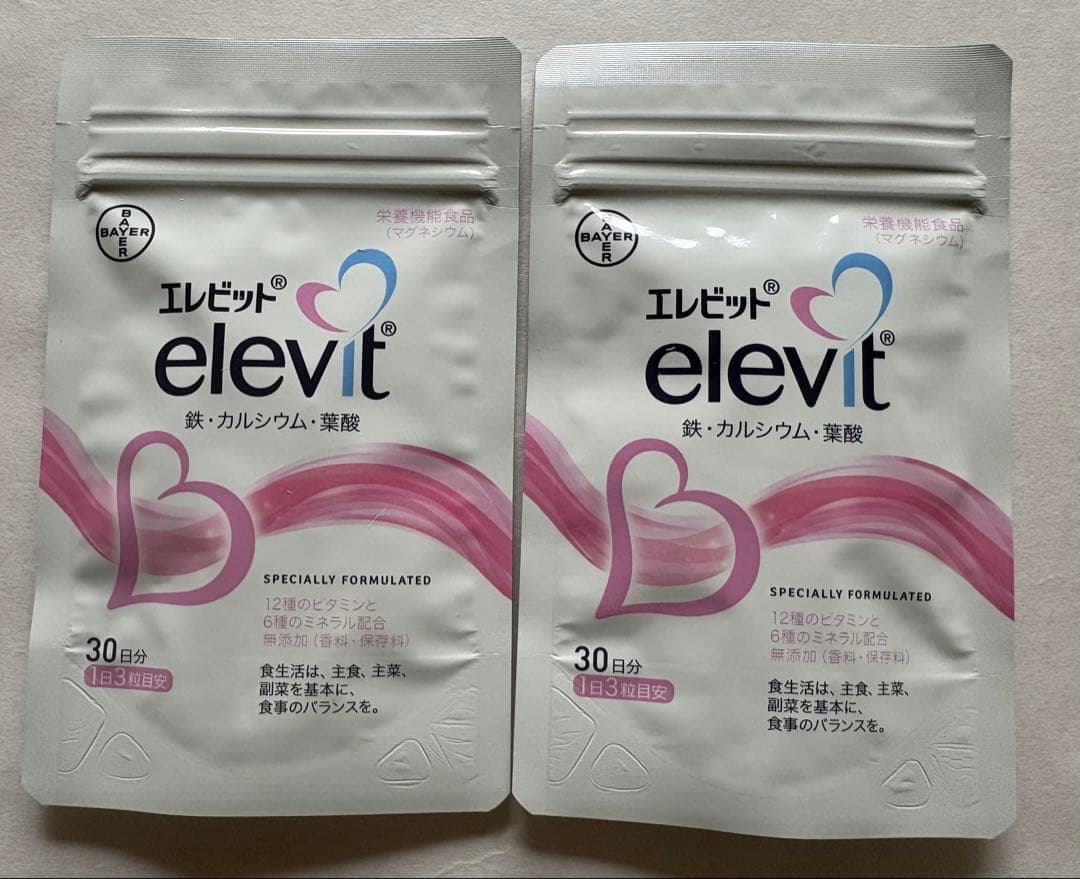 BAYER
BAYER
栄養機能食品
(マグネシウム)
エレビット®
elevit®
鉄・カルシウム・葉酸
SPECIALLY FORMULATED
12種のビタミンと
6種のミネラル配合
無添加(香料・保存料)
30日分
1日3粒目安
食生活は、主食、主菜、
副菜を基本に、
食事のバランスを。
BAYER
BAYER
栄養機能食品
(マグネシウム)
エレビット®
elevit®
鉄・カルシウム・葉酸
SPECIALLY FORMULATED
12種のビタミンと
6種のミネラル配合
無添加(香料・保存料)
30日分
1日3粒目安
食生活は、主食、主菜、
副菜を基本に、
食事のバランスを。